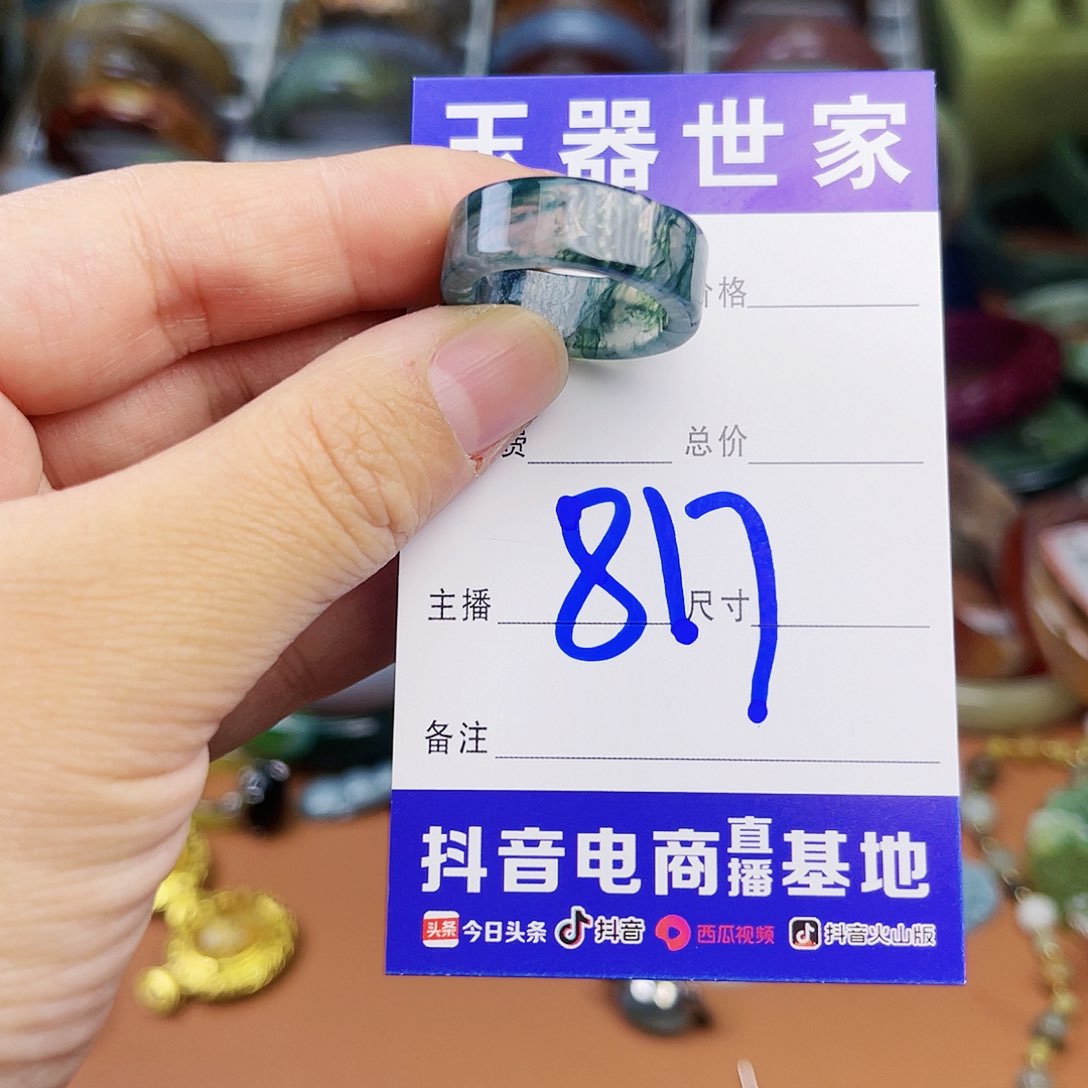 玉器世家
价格
费 总价
817
主播 尺寸
备注
抖音电商直播基地
头条 今日头条 抖音 西瓜视频 抖音火山版